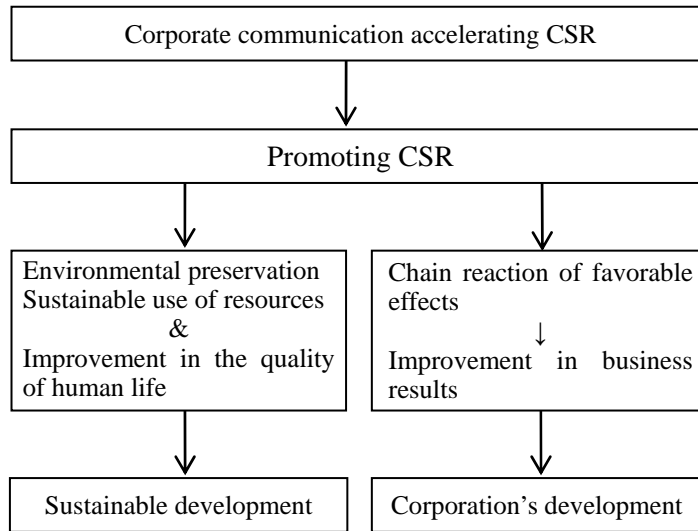 Corporate communication accelerating CSR
Promoting CSR
Environmental preservation
Sustainable use of resources
&
Improvement in the quality
of human life
Chain reaction of favorable
effects
↓
Improvement in business
results
Sustainable development
Corporation’s development